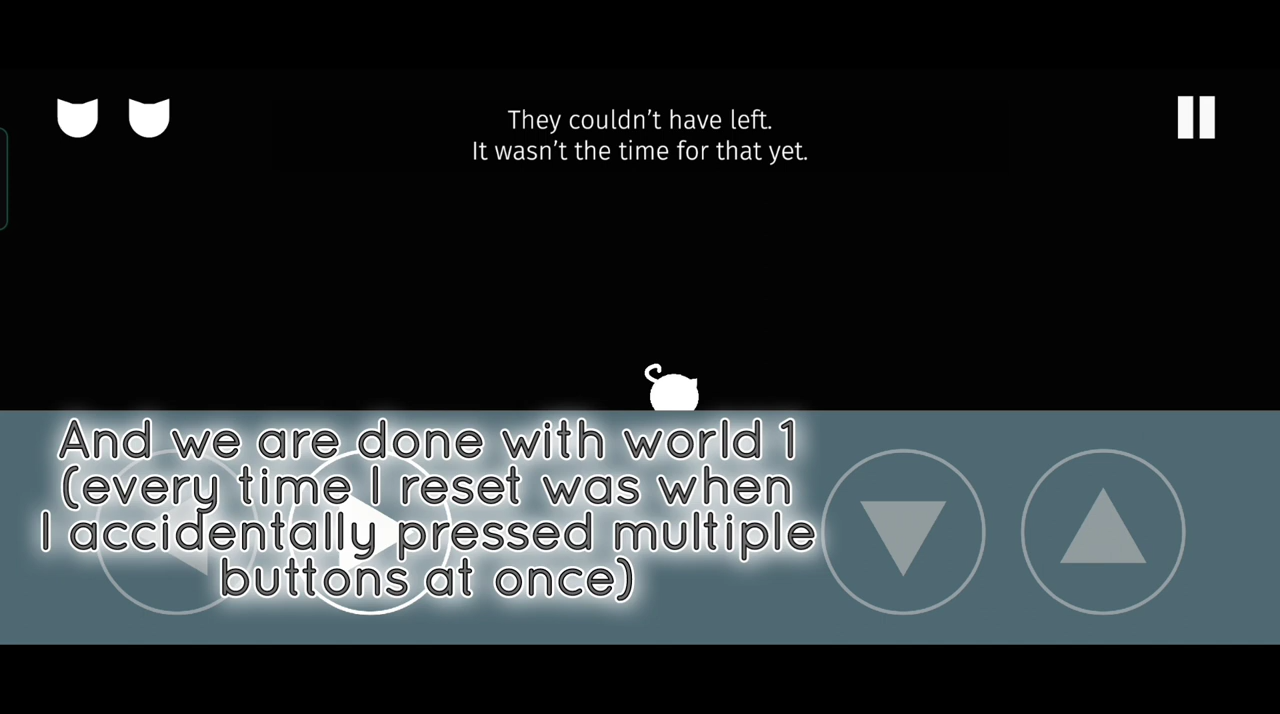 They couldn’t have left.
It wasn’t the time for that yet.
And we are done with world 1
(every time I reset was when
I accidentally pressed multiple
buttons at once)